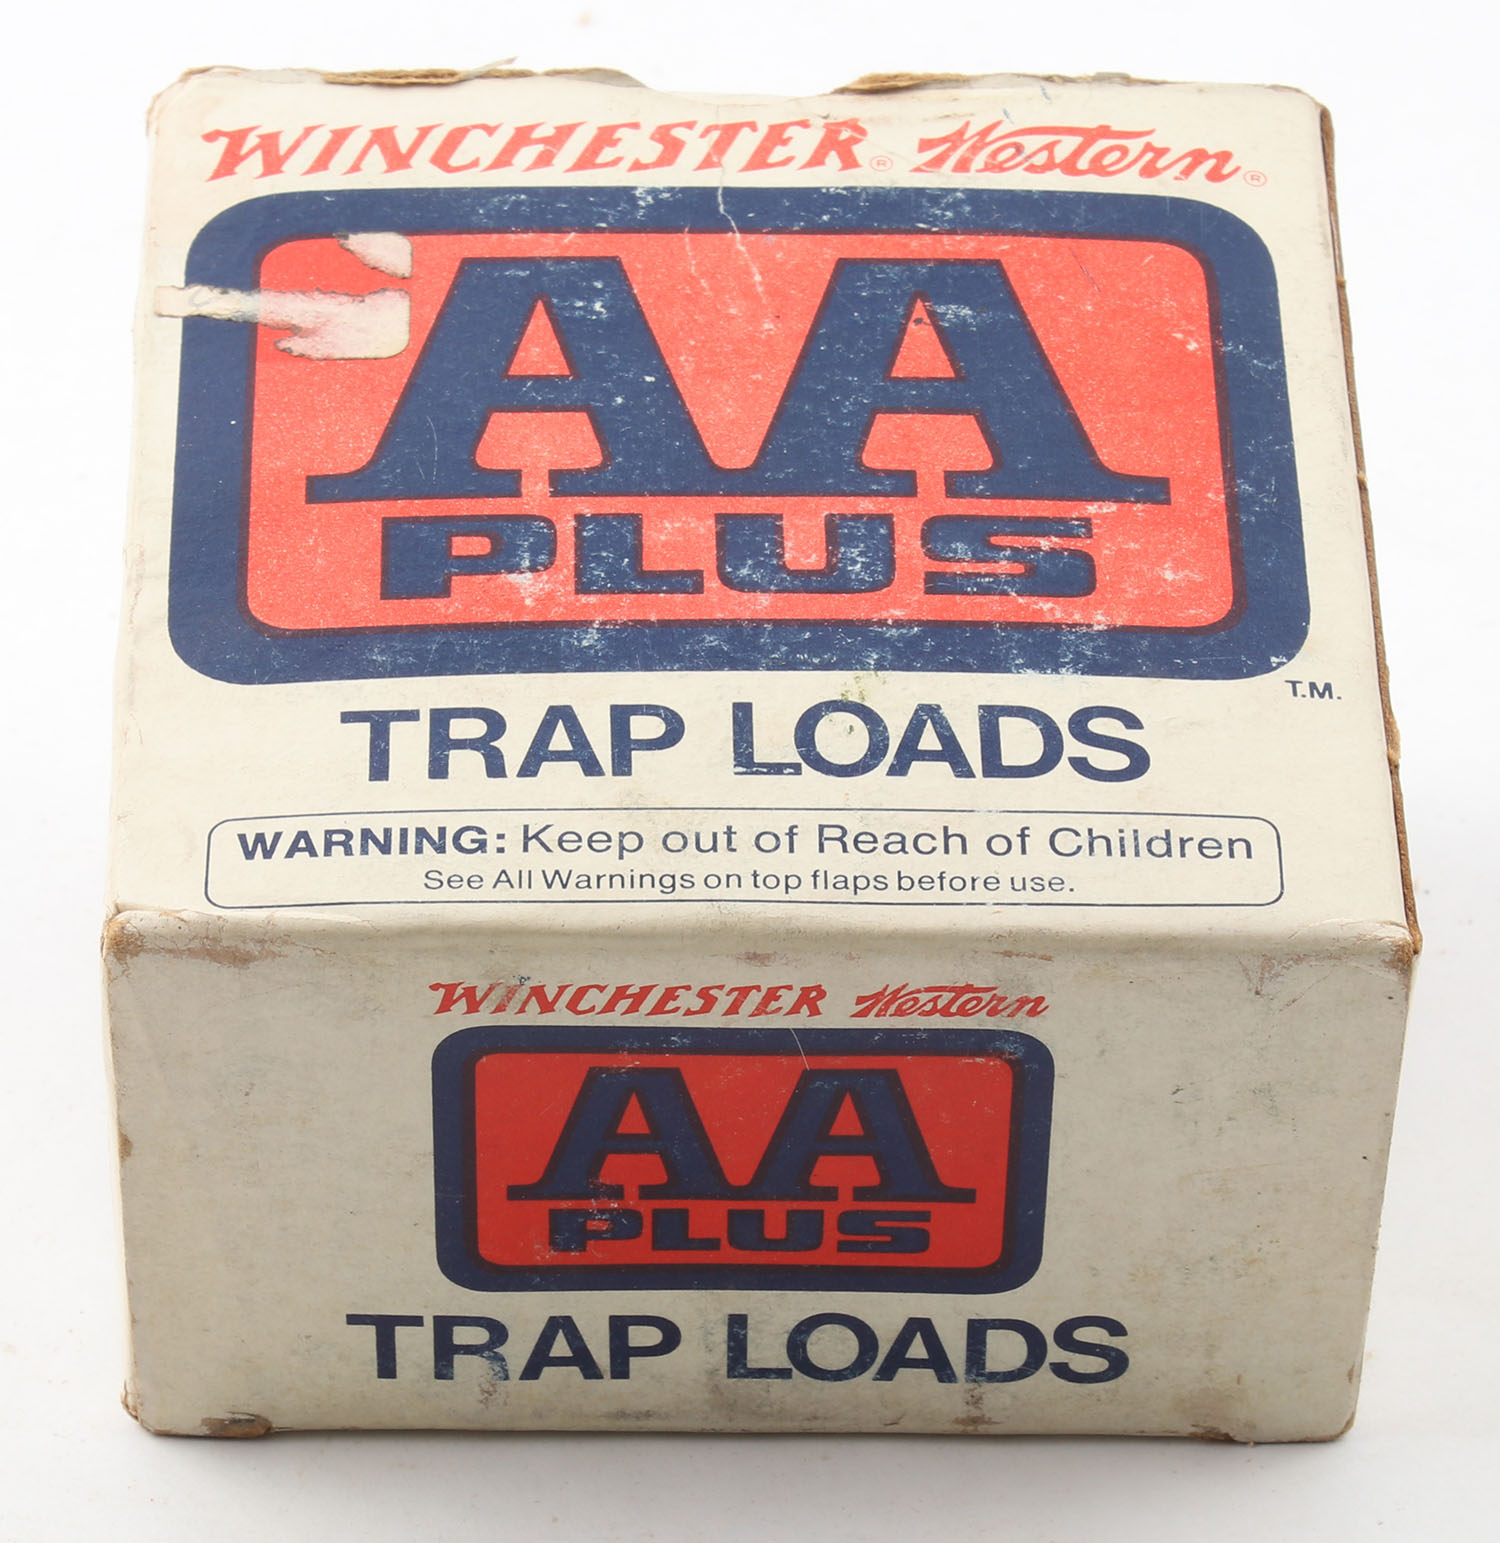 WINCHESTER® Western®
AA
PLUS
T.M.
TRAP LOADS
WARNING: Keep out of Reach of Children
See All Warnings on top flaps before use.
WINCHESTER Western
AA
PLUS
TRAP LOADS